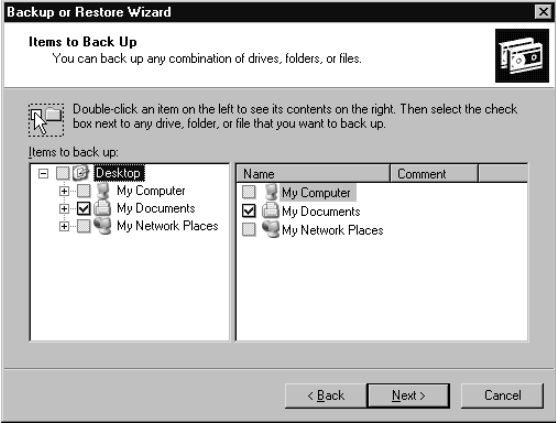 Backup or Restore Wizard
Items to Back Up
You can back up any combination of drives, folders, or files.
Double-click an item on the left to see its contents on the right. Then select the check
box next to any drive, folder, or file that you want to back up.
Items to back up:
Desktop
My Computer
My Documents
My Network Places
Name Comment
My Computer
My Documents
My Network Places
< Back Next > Cancel